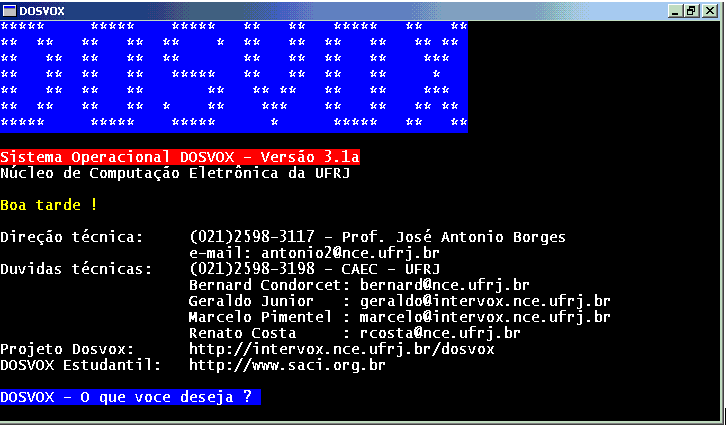 DOSVOX
DOSVOX
Sistema Operacional DOSVOX - Versão 3.1a
Núcleo de Computação Eletrônica da UFRJ
Boa tarde !
Direção técnica: (021)2598-3117 - Prof. José Antonio Borges
e-mail: antonio2@nce.ufrj.br
Duvidas técnicas: (021)2598-3198 - CAEC - UFRJ
Bernard Condorcet: bernard@nce.ufrj.br
Geraldo Junior : geraldo@intervox.nce.ufrj.br
Marcelo Pimentel : marcelo@intervox.nce.ufrj.br
Renato Costa : rcosta@nce.ufrj.br
Projeto Dosvox: http://intervox.nce.ufrj.br/dosvox
DOSVOX Estudantil: http://www.saci.org.br
DOSVOX - O que voce deseja ?